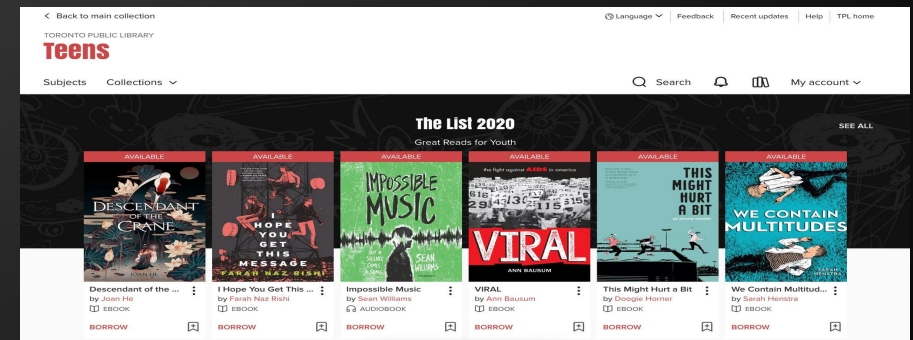 Back to main collection
Language Feedback Recent updates Help TPL home
TORONTO PUBLIC LIBRARY
Teens
Subjects Collections Search My account
The List 2020
SEE ALL
Great Reads for Youth
AVAILABLE AVAILABLE AVAILABLE AVAILABLE AVAILABLE AVAILABLE
DESCENDANT
OF THE
CRANE
JOAN HE
I
HOPE
YOU
GET
THIS
MESSAGE
FARAH NAZ RISHI
IMPOSSIBLE
MUSIC
SEAN
WILLIAMS
the fight against AIDS in america
VIRAL
ANN BAUSUM
THIS
MIGHT
HURT
A BIT
WE CONTAIN
MULTITUDES
SARAH
HENSTRA
Descendant of the ... I Hope You Get This ... Impossible Music VIRAL This Might Hurt a Bit We Contain Multitud...
by Joan He by Farah Naz Rishi by Sean Williams by Ann Bausum by Doogie Horner by Sarah Henstra
EBOOK EBOOK AUDIOBOOK EBOOK EBOOK EBOOK
BORROW BORROW BORROW BORROW BORROW BORROW